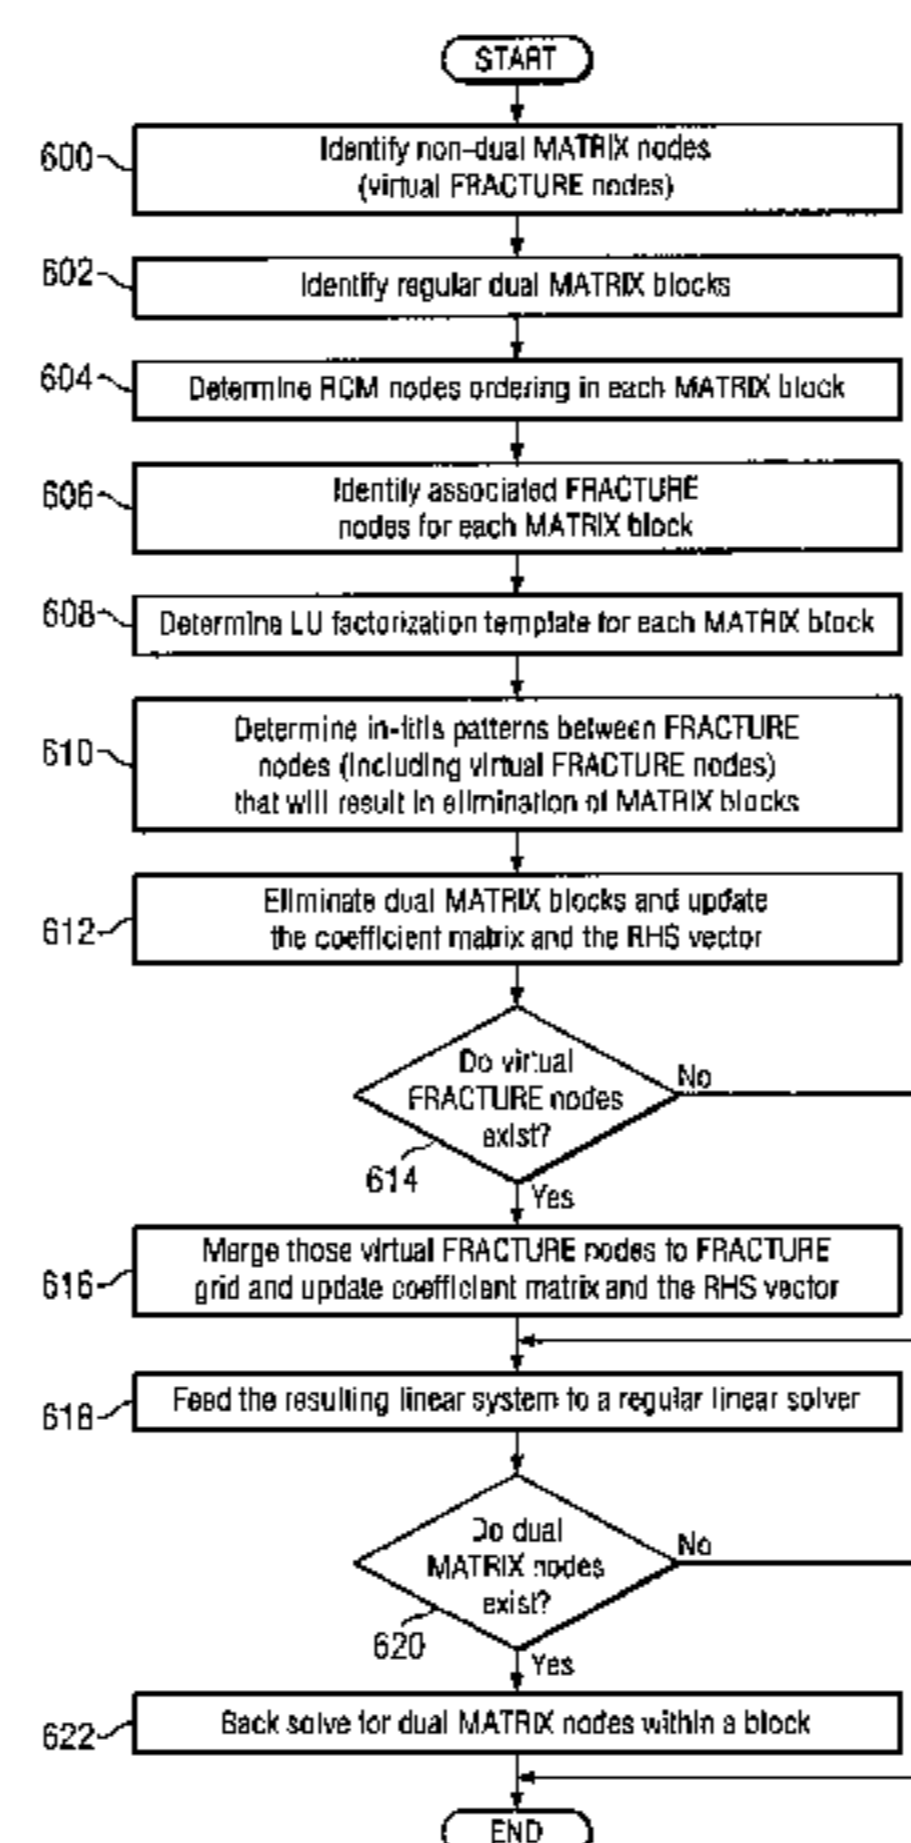 START
600
Identify non-dual MATRIX nodes
(virtual FRACTURE nodes)
602
Identify regular dual MATRIX blocks
604
Determine RCM nodes ordering in each MATRIX block
606
Identify associated FRACTURE
nodes for each MATRIX block
608
Determine LU factorization template for each MATRIX block
610
Determine in-fills patterns between FRACTURE
nodes (including virtual FRACTURE nodes)
that will result in elimination of MATRIX blocks
612
Eliminate dual MATRIX blocks and update
the coefficient matrix and the RHS vector
Do virtual
FRACTURE nodes
exist?
No
614
Yes
616
Merge those virtual FRACTURE nodes to FRACTURE
grid and update coefficient matrix and the RHS vector
618
Feed the resulting linear system to a regular linear solver
Do dual
MATRIX nodes
exist?
No
620
Yes
622
Back solve for dual MATRIX nodes within a block
END